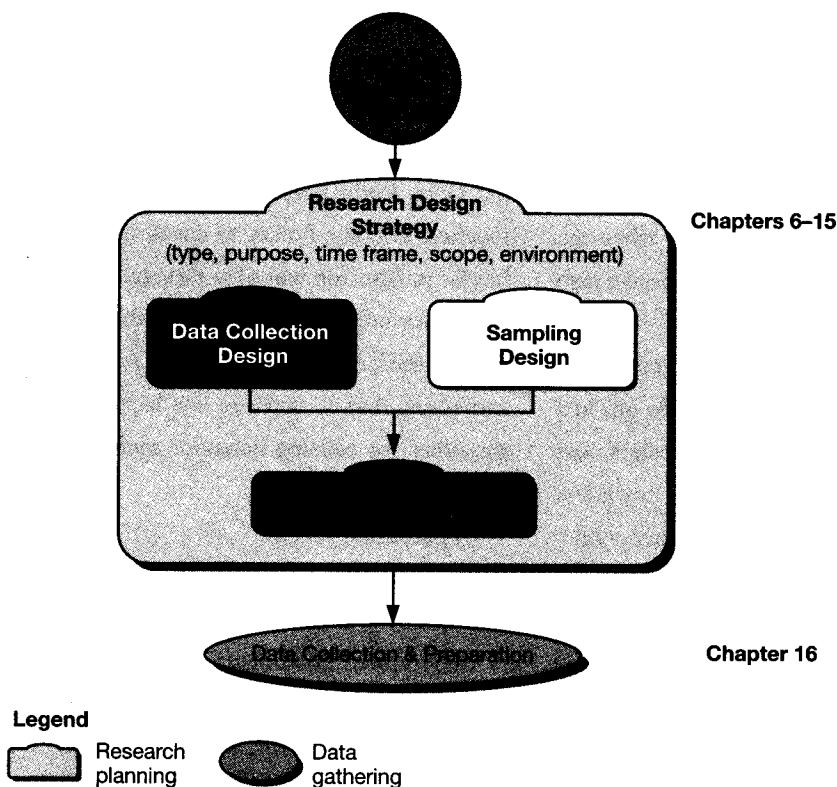 Research Design
Strategy
(type, purpose, time frame, scope, environment)
Chapters 6–15
Data Collection
Design
Sampling
Design
Data Collection & Preparation
Chapter 16
Legend
Research
planning
Data
gathering